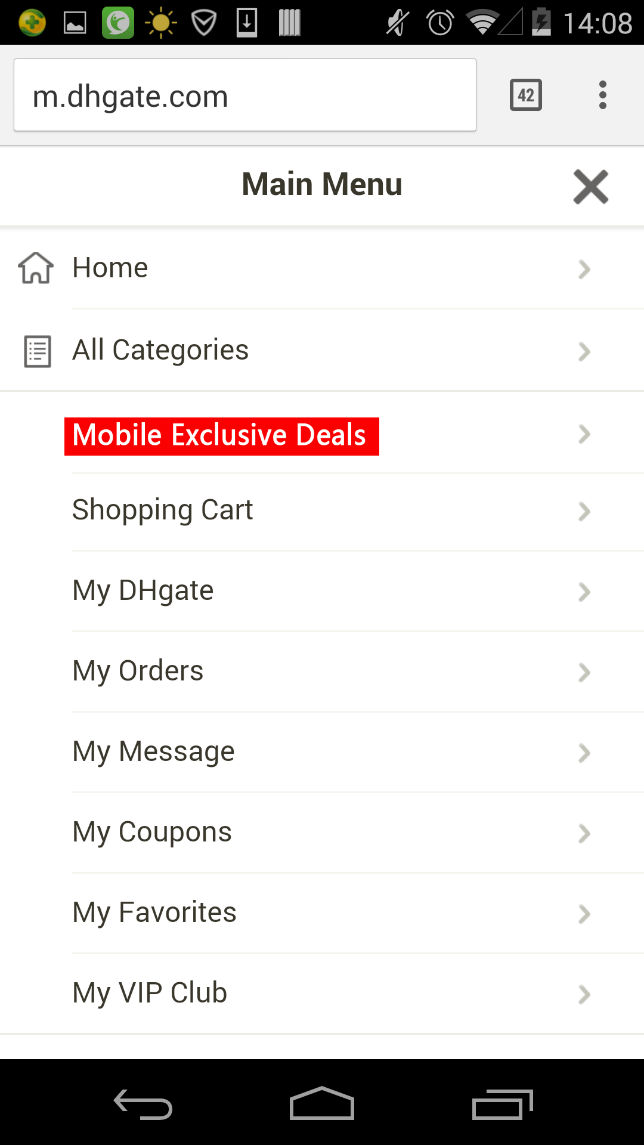 14:08
m.dhgate.com
42
Main Menu
Home
All Categories
Mobile Exclusive Deals
Shopping Cart
My DHgate
My Orders
My Message
My Coupons
My Favorites
My VIP Club